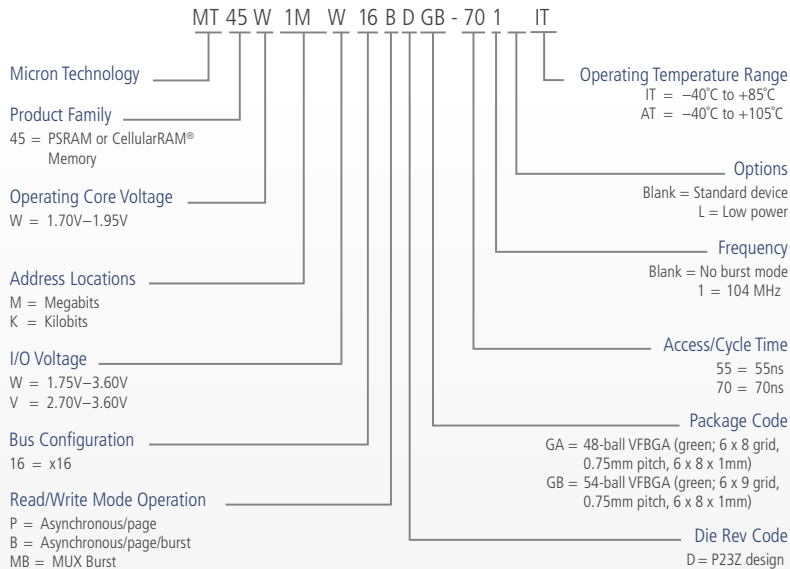 MT 45 W 1M W 16 B D GB - 70 1 IT
Micron Technology
Product Family
45 = PSRAM or CellularRAM®
Memory
Operating Core Voltage
W = 1.70V–1.95V
Address Locations
M = Megabits
K = Kilobits
I/O Voltage
W = 1.75V–3.60V
V = 2.70V–3.60V
Bus Configuration
16 = x16
Read/Write Mode Operation
P = Asynchronous/page
B = Asynchronous/page/burst
MB = MUX Burst
Operating Temperature Range
IT = –40˚C to +85˚C
AT = –40˚C to +105˚C
Options
Blank = Standard device
L = Low power
Frequency
Blank = No burst mode
1 = 104 MHz
Access/Cycle Time
55 = 55ns
70 = 70ns
Package Code
GA = 48-ball VFBGA (green; 6 x 8 grid,
0.75mm pitch, 6 x 8 x 1mm)
GB = 54-ball VFBGA (green; 6 x 9 grid,
0.75mm pitch, 6 x 8 x 1mm)
Die Rev Code
D = P23Z design